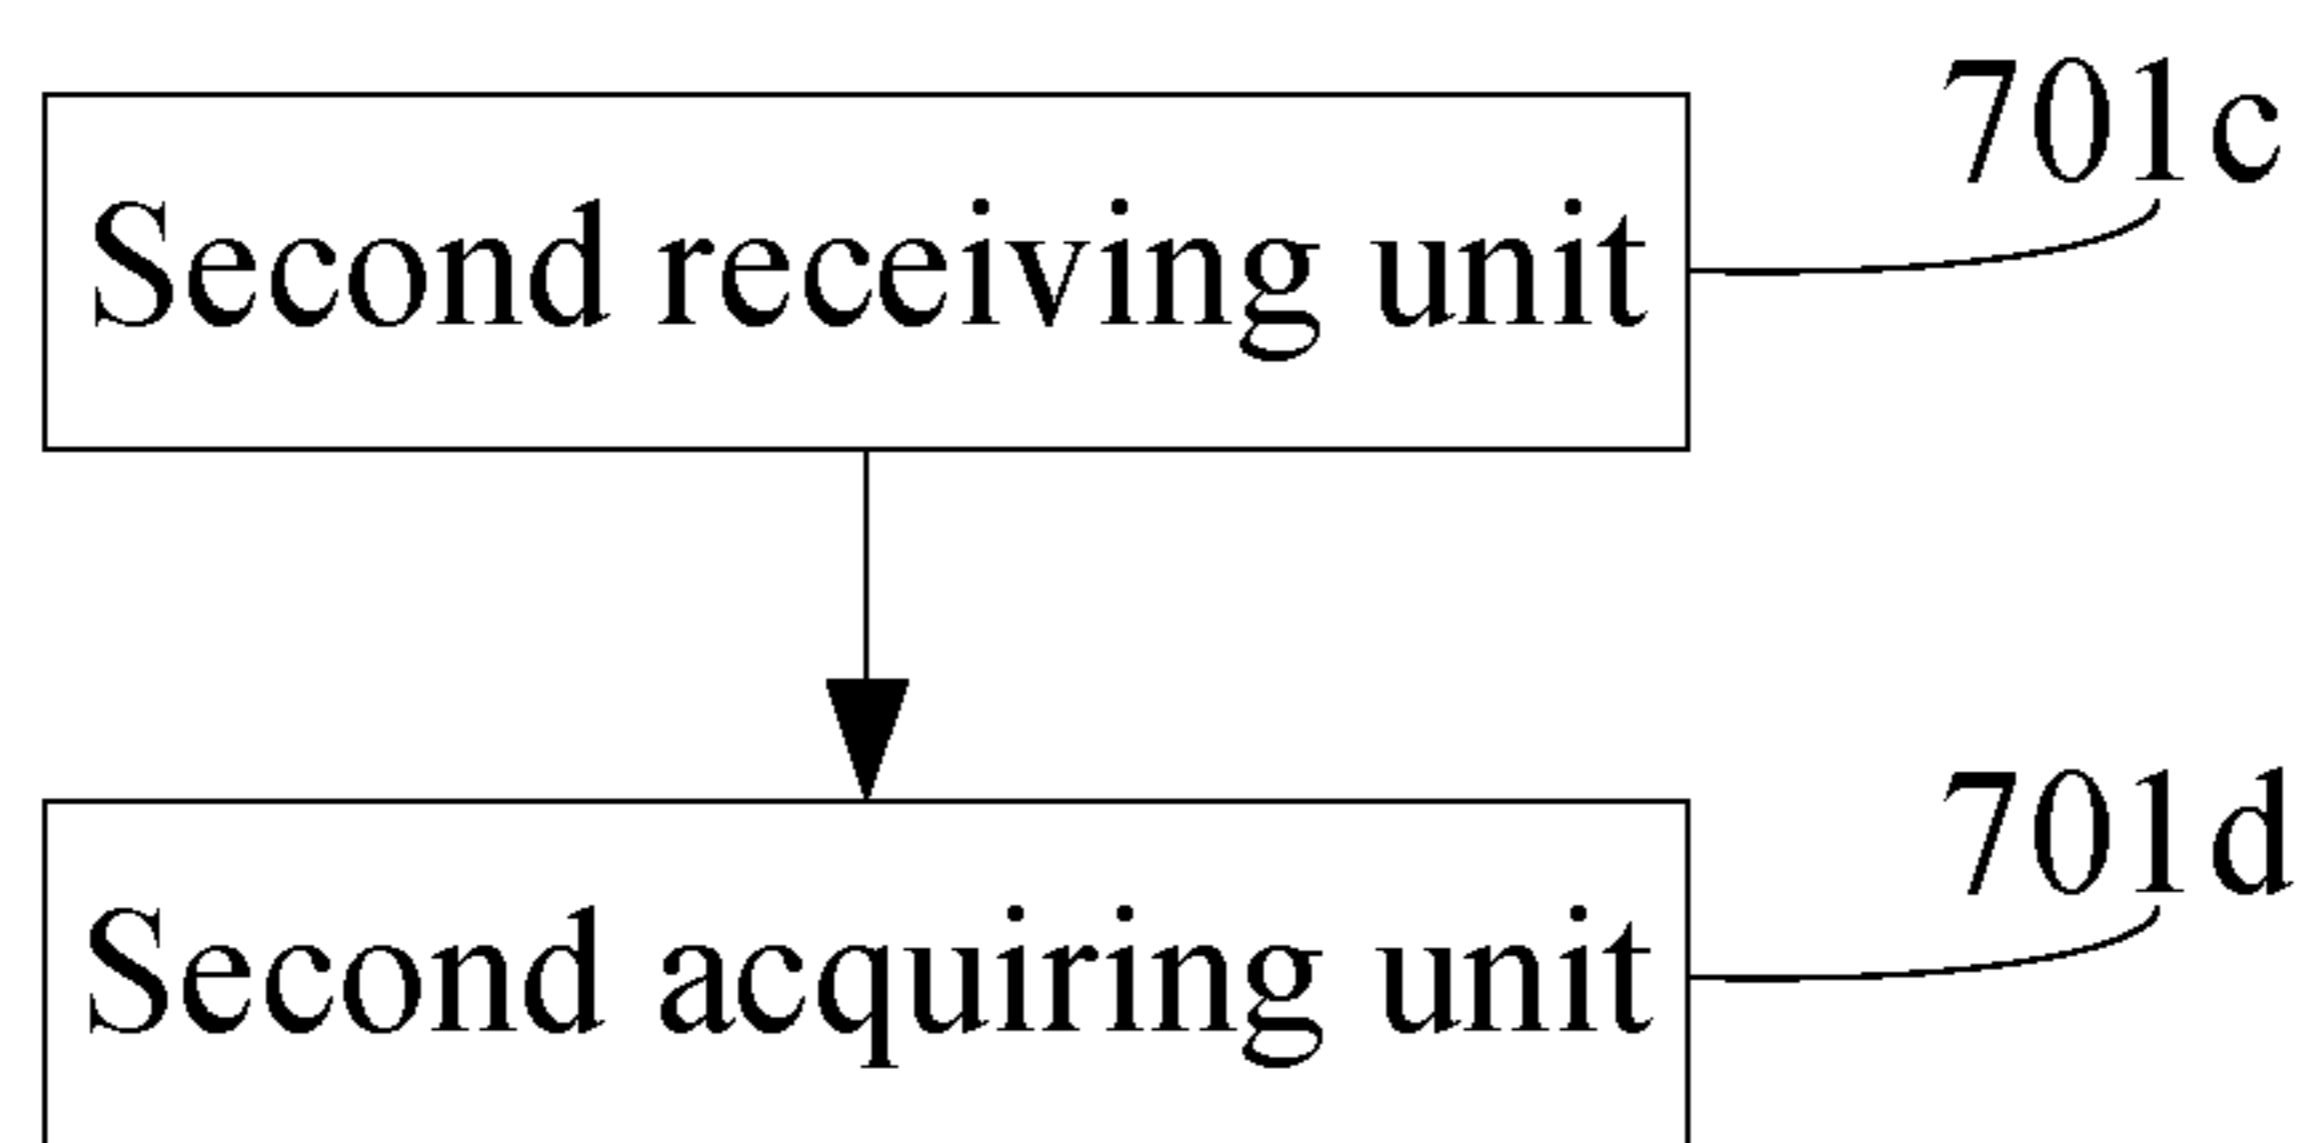 701c
Second receiving unit
701d
Second acquiring unit